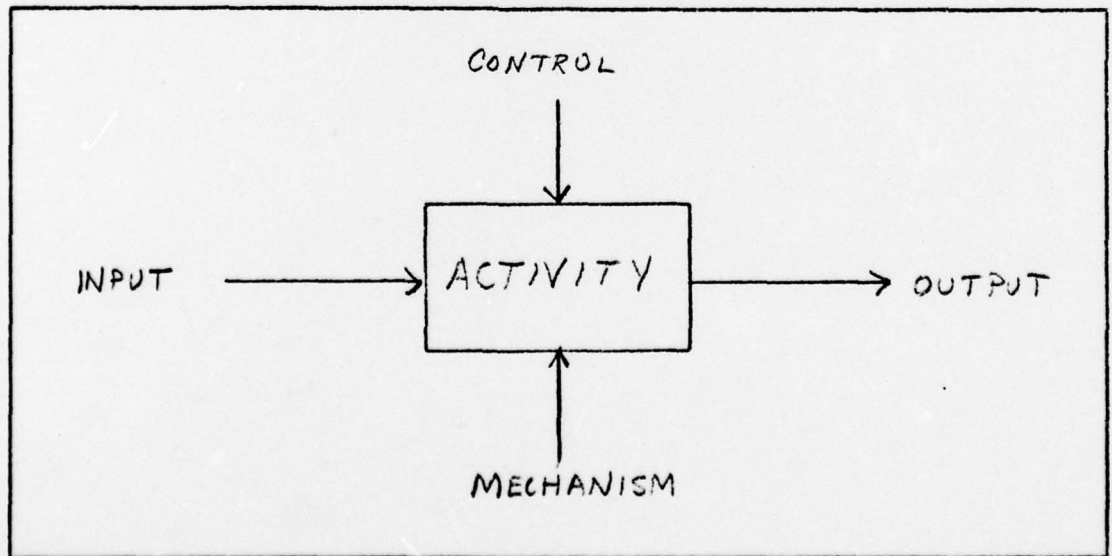 CONTROL
INPUT
ACTIVITY
OUTPUT
MECHANISM